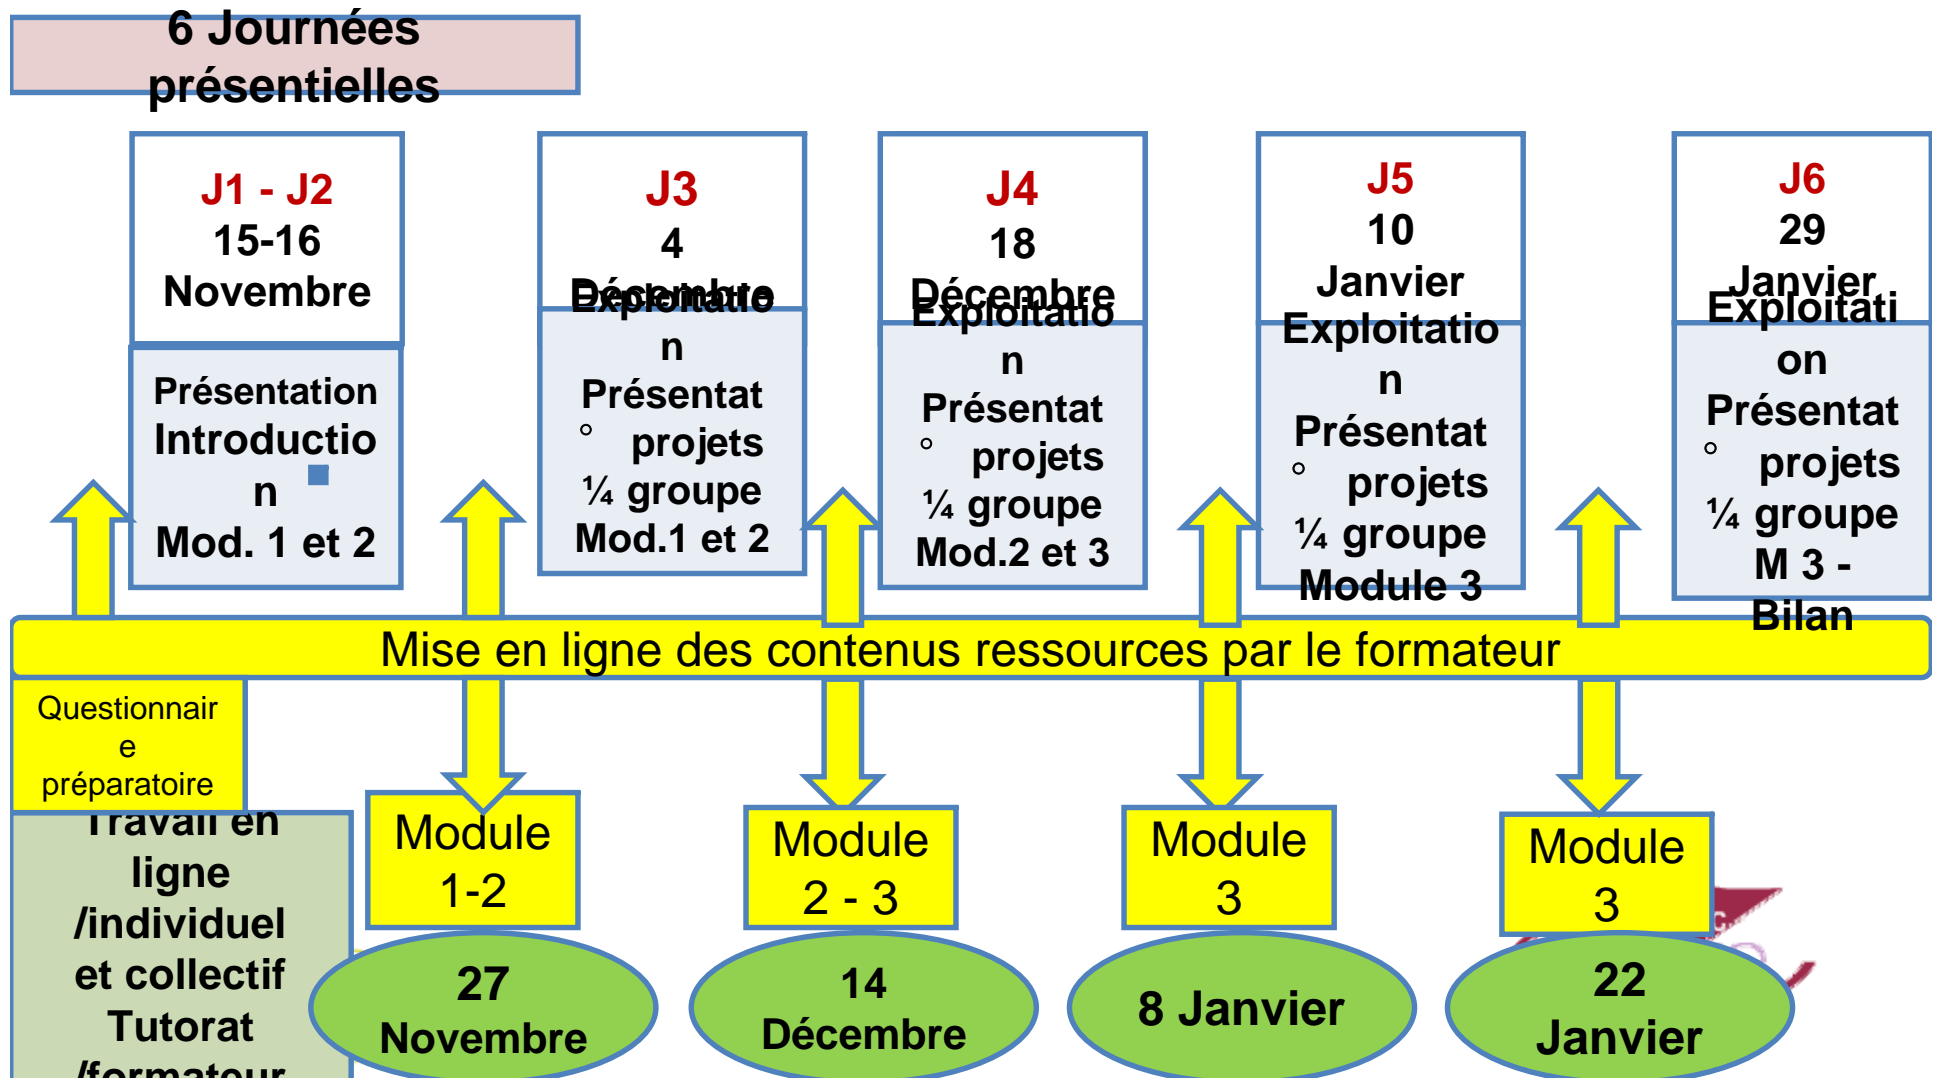 6 Journées
présentielles
J1 - J2
15-16
Novembre
Présentation
Introductio
n
Mod. 1 et 2
J3
4
Décembre
Exploitatio
n
Présentat
° projets
¼ groupe
Mod.1 et 2
J4
18
Décembre
Exploitatio
n
Présentat
° projets
¼ groupe
Mod.2 et 3
J5
10
Janvier
Exploitatio
n
Présentat
° projets
¼ groupe
Module 3
J6
29
Janvier
Exploitati
on
Présentat
° projets
¼ groupe
M 3 -
Bilan
Mise en ligne des contenus ressources par le formateur
Questionnair
e
préparatoire
Travail en
ligne
/individuel
et collectif
Tutorat
/formateur
Module
1-2
27
Novembre
Module
2 - 3
14
Décembre
Module
3
8 Janvier
Module
3
22
Janvier